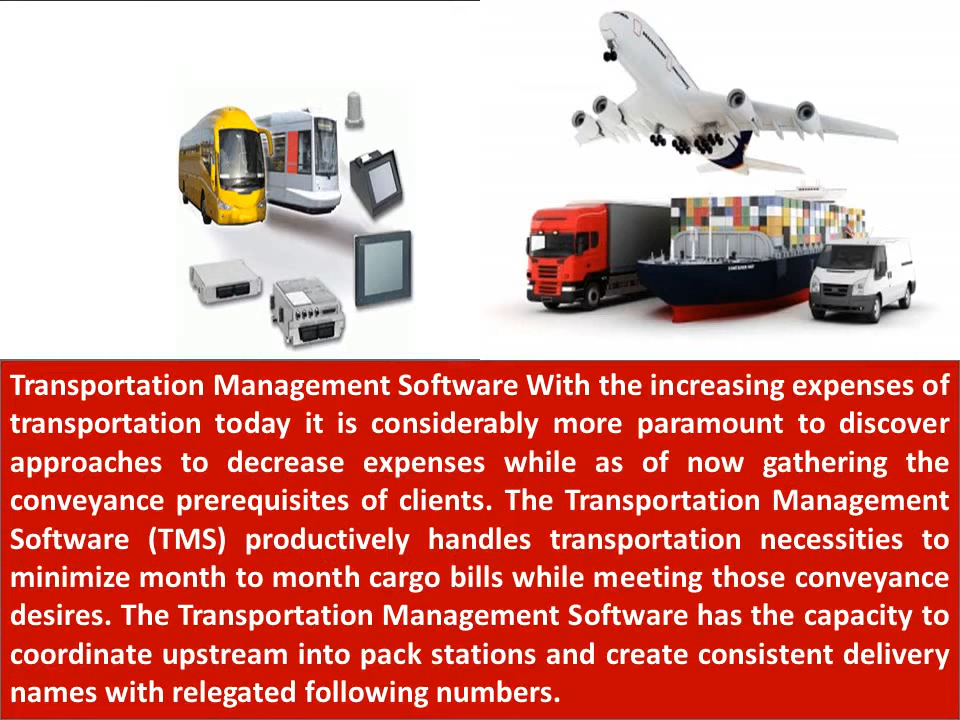 Transportation Management Software With the increasing expenses of
transportation today it is considerably more paramount to discover
approaches to decrease expenses while as of now gathering the
conveyance prerequisites of clients. The Transportation Management
Software (TMS) productively handles transportation necessities to
minimize month to month cargo bills while meeting those conveyance
desires. The Transportation Management Software has the capacity to
coordinate upstream into pack stations and create consistent delivery
names with relegated following numbers.